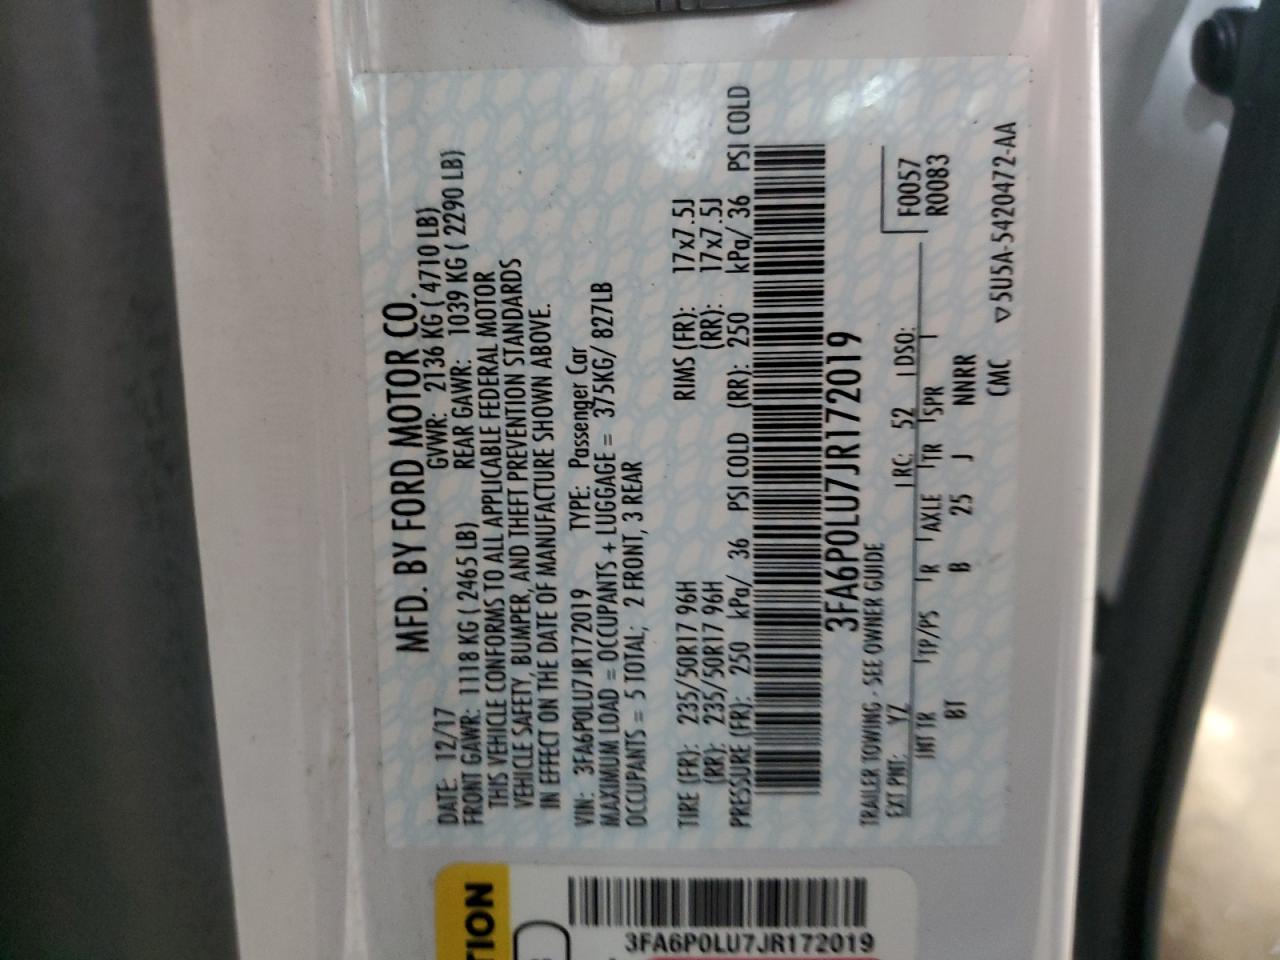 MFD. BY FORD MOTOR CO.
DATE: 12/17 GVWR: 2136 KG ( 4710 LB)
FRONT GAWR: 1118 KG ( 2465 LB) REAR GAWR: 1039 KG ( 2290 LB)
THIS VEHICLE CONFORMS TO ALL APPLICABLE FEDERAL MOTOR
VEHICLE SAFETY, BUMPER, AND THEFT PREVENTION STANDARDS
IN EFFECT ON THE DATE OF MANUFACTURE SHOWN ABOVE.
VIN: 3FA6P0LU7JR172019 TYPE: Passenger Car
MAXIMUM LOAD = OCCUPANTS + LUGGAGE = 375KG/ 827LB
OCCUPANTS = 5 TOTAL, 2 FRONT, 3 REAR
TIRE (FR): 235/50R17 96H RIMS (FR): 17x7.5J
(RR): 235/50R17 96H (RR): 17x7.5J
PRESSURE (FR): 250 kPa/ 36 PSI COLD (RR): 250 kPa/ 36 PSI COLD
3FA6P0LU7JR172019
TRAILER TOWING - SEE OWNER GUIDE
EXT PNT: YZ RC: 52 DSO: F0057
INT TR TP/PS R AXLE TR SPR R0083
BT B 25 J NNRR
CMC ▽5U5A-5420472-AA
TION
3FA6P0LU7JR172019